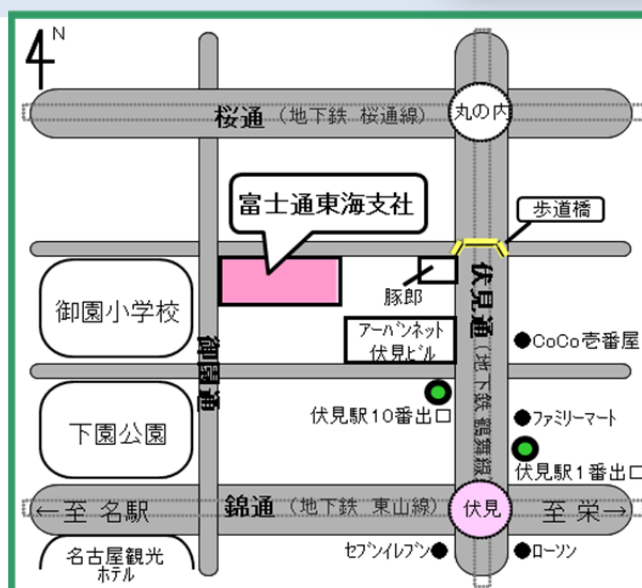 N
桜通（地下鉄 桜通線）
丸の内
富士通東海支社
歩道橋
御園小学校
豚郎
伏見通（地下鉄 鶴舞線）
アーバンネット
伏見ビル
CoCo壱番屋
御園通
伏見駅10番出口
ファミリーマート
下園公園
伏見駅1番出口
←至 名駅
錦通（地下鉄 東山線）
伏見
至 栄→
名古屋観光
ホテル
セブンイレブン
ローソン